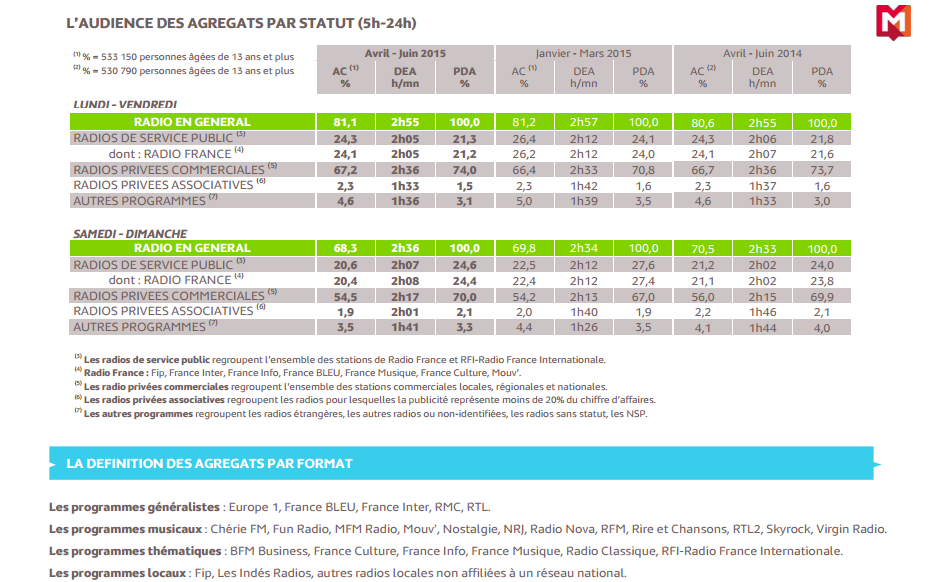 L'AUDIENCE DES AGREGATS PAR STATUT (5h-24h)
M
(1) % = 533 150 personnes âgées de 13 ans et plus
(2) % = 530 790 personnes âgées de 13 ans et plus
Avril - Juin 2015 Janvier - Mars 2015 Avril - Juin 2014
AC (1) DEA PDA AC (1) DEA PDA AC (2) DEA PDA
% h/mn % % h/mn % % h/mn %
LUNDI - VENDREDI
RADIO EN GENERAL 81,1 2h55 100,0 81,2 2h57 100,0 80,6 2h55 100,0
RADIOS DE SERVICE PUBLIC (3) 24,3 2h05 21,3 26,4 2h12 24,1 24,3 2h06 21,8
dont : RADIO FRANCE (4) 24,1 2h05 21,2 26,2 2h12 24,0 24,1 2h07 21,6
RADIOS PRIVEES COMMERCIALES (5) 67,2 2h36 74,0 66,4 2h33 70,8 66,7 2h36 73,7
RADIOS PRIVEES ASSOCIATIVES (6) 2,3 1h33 1,5 2,3 1h42 1,6 2,3 1h37 1,6
AUTRES PROGRAMMES (7) 4,6 1h36 3,1 5,0 1h39 3,5 4,6 1h33 3,0
SAMEDI - DIMANCHE
RADIO EN GENERAL 68,3 2h36 100,0 69,8 2h34 100,0 70,5 2h33 100,0
RADIOS DE SERVICE PUBLIC (3) 20,6 2h07 24,6 22,5 2h12 27,6 21,2 2h02 24,0
dont : RADIO FRANCE (4) 20,4 2h08 24,4 22,4 2h12 27,4 21,1 2h02 23,8
RADIOS PRIVEES COMMERCIALES (5) 54,5 2h17 70,0 54,2 2h13 67,0 56,0 2h15 69,9
RADIOS PRIVEES ASSOCIATIVES (6) 1,9 2h01 2,1 2,0 1h40 1,9 2,2 1h46 2,1
AUTRES PROGRAMMES (7) 3,5 1h41 3,3 4,4 1h26 3,5 4,1 1h44 4,0
(3) Les radios de service public regroupent l'ensemble des stations de Radio France et RFI-Radio France Internationale.
(4) Radio France : Fip, France Inter, France Info, France BLEU, France Musique, France Culture, Mouv'.
(5) Les radio privées commerciales regroupent l'ensemble des stations commerciales locales, régionales et nationales.
(6) Les radios privées associatives regroupent les radios pour lesquelles la publicité représente moins de 20% du chiffre d'affaires.
(7) Les autres programmes regroupent les radios étrangères, les autres radios ou non-identifiées, les radios sans statut, les NSP.
LA DEFINITION DES AGREGATS PAR FORMAT
Les programmes généralistes : Europe 1, France BLEU, France Inter, RMC, RTL.
Les programmes musicaux : Chérie FM, Fun Radio, MFM Radio, Mouv', Nostalgie, NRJ, Radio Nova, RFM, Rire et Chansons, RTL2, Skyrock, Virgin Radio.
Les programmes thématiques : BFM Business, France Culture, France Info, France Musique, Radio Classique, RFI-Radio France Internationale.
Les programmes locaux : Fip, Les Indés Radios, autres radios locales non affiliées à un réseau national.